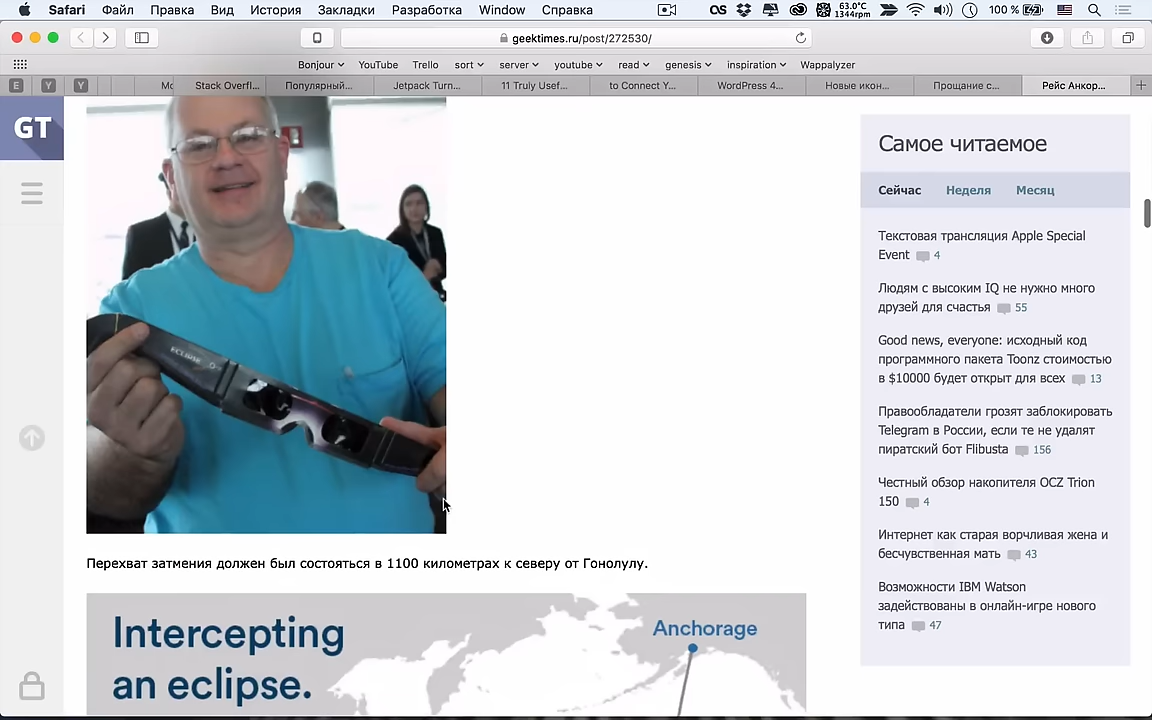 Safari Файл Правка Вид История Закладки Разработка Window Справка 63.0°C 1344rpm 100 %
geektimes.ru/post/272530/
Bonjour YouTube Trello sort server youtube read genesis inspiration Wappalyzer
E Y Y Mc Stack Overfl... Популярный... Jetpack Turn... 11 Truly Usef... to Connect Y... WordPress 4... Новые икон... Прощание с... Рейс Анкор...
GT
ECLIPSE
Перехват затмения должен был состояться в 1100 километрах к северу от Гонолулу.
Intercepting
an eclipse.
Anchorage
Самое читаемое
Сейчас Неделя Месяц
Текстовая трансляция Apple Special
Event 4
Людям с высоким IQ не нужно много
друзей для счастья 55
Good news, everyone: исходный код
программного пакета Toonz стоимостью
в $10000 будет открыт для всех 13
Правообладатели грозят заблокировать
Telegram в России, если те не удалят
пиратский бот Flibusta 156
Честный обзор накопителя OCZ Trion
150 4
Интернет как старая ворчливая жена и
бесчувственная мать 43
Возможности IBM Watson
задействованы в онлайн-игре нового
типа 47